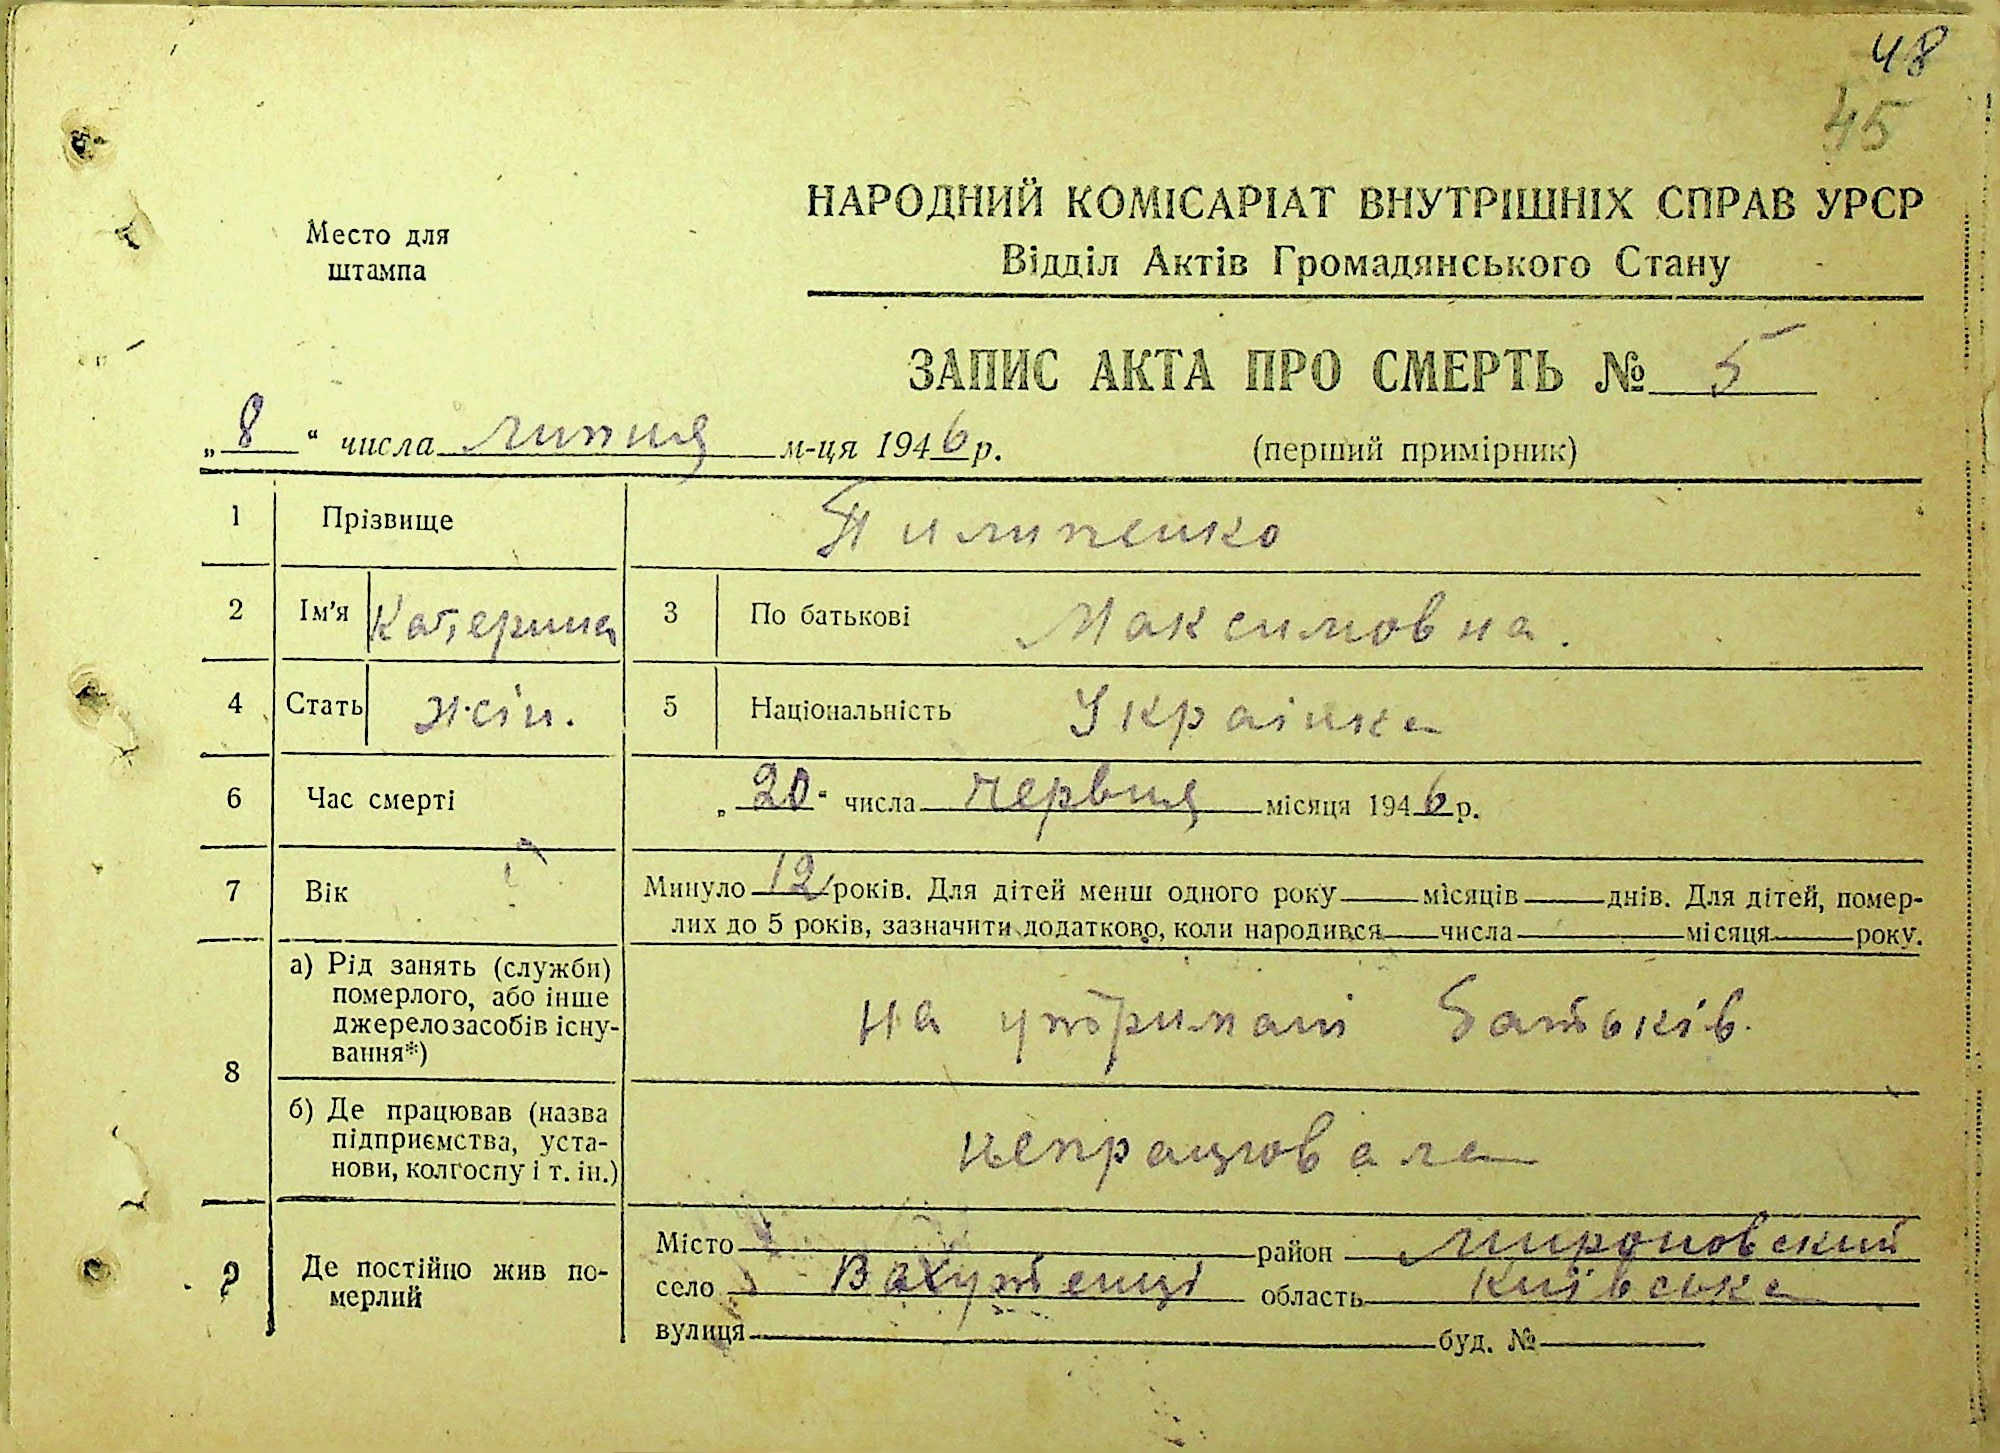 48
45
НАРОДНИЙ КОМІСАРІАТ ВНУТРІШНІХ СПРАВ УРСР
Відділ Актів Громадянського Стану
Место для
штампа
ЗАПИС АКТА ПРО СМЕРТЬ № 5
„8“ числа липня м-ця 1946 р.
(перший примірник)
1 Прізвище Пилипенко
2 Ім'я Катерина 3 По батькові Максимовна.
4 Стать жін. 5 Національність Украінка
6 Час смерті „20“ числа червня місяця 1946 р.
7 Вік Минуло 12 років. Для дітей менш одного року місяців днів. Для дітей, помер-
лих до 5 років, зазначити додатково, коли народився числа місяця року.
8 а) Рід занять (служби)
померлого, або інше
джерело засобів існу-
вання*)
на утримані батьків.
б) Де працював (назва
підприємства, уста-
нови, колгоспу і т. ін.)
непрацювала
9 Де постійно жив по-
мерлий
Місто район Мироновский
село Вахутенці область Київська
вулиця буд. №